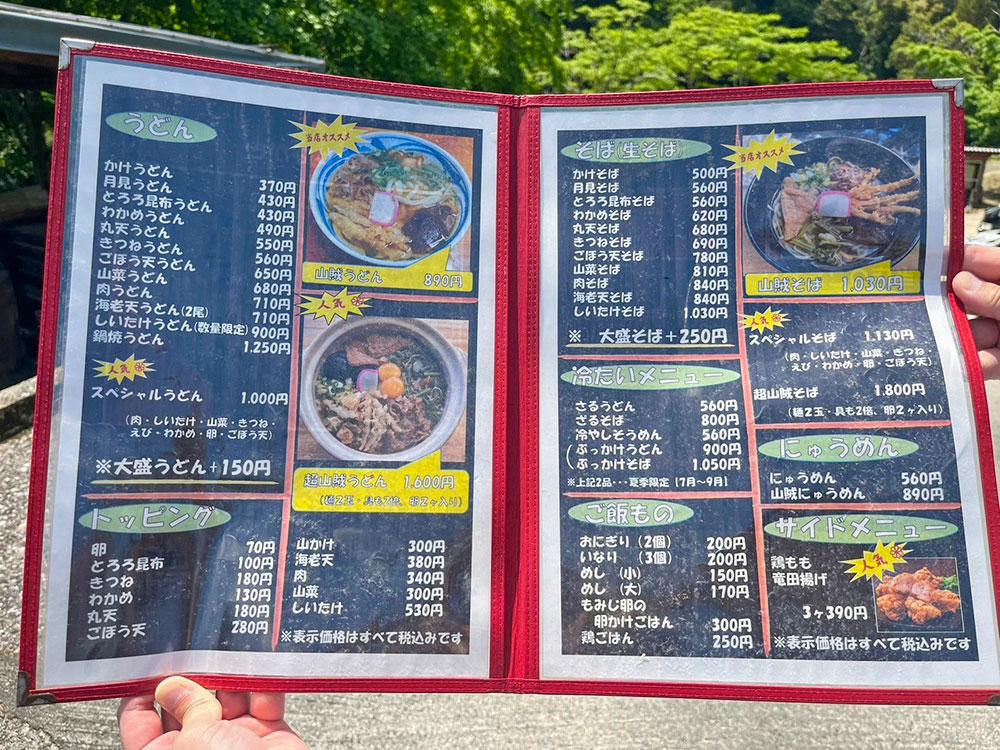 うどん
かけうどん 370円
月見うどん 430円
とろろ昆布うどん 430円
わかめうどん 490円
丸天うどん 550円
きつねうどん 560円
ごぼう天うどん 650円
山菜うどん 680円
肉うどん 710円
海老天うどん(2尾) 710円
しいたけうどん(数量限定) 900円
鍋焼うどん 1.250円
人気
スペシャルうどん 1.000円
(肉・しいたけ・山菜・きつね・
えび・わかめ・卵・ごぼう天)
※大盛うどん+150円
当店オススメ
山賊うどん 890円
人気
超山賊うどん 1.600円
(麺2玉・具も2倍、卵2ヶ入り)
トッピング
卵 70円
とろろ昆布 100円
きつね 180円
わかめ 130円
丸天 180円
ごぼう天 280円
山かけ 300円
海老天 380円
肉 340円
山菜 300円
しいたけ 530円
※表示価格はすべて税込みです
そば(生そば)
かけそば 500円
月見そば 560円
とろろ昆布そば 560円
わかめそば 620円
丸天そば 680円
きつねそば 690円
ごぼう天そば 780円
山菜そば 810円
肉そば 840円
海老天そば 840円
しいたけそば 1.030円
※ 大盛そば+250円
当店オススメ
山賊そば 1.030円
人気
スペシャルそば 1.130円
(肉・しいたけ・山菜・きつね・
えび・わかめ・卵・ごぼう天)
超山賊そば 1.800円
(麺2玉・具も2倍、卵2ヶ入り)
冷たいメニュー
さるうどん 560円
ざるそば 800円
冷やしそうめん 560円
ぶっかけうどん 900円
ぶっかけそば 1.050円
※上記2品・・・夏季限定【7月〜9月】
にゅうめん
にゅうめん 560円
山賊にゅうめん 890円
ご飯もの
おにぎり(2個) 200円
いなり(3個) 200円
めし(小) 150円
めし(大) 170円
もみじ卵の
卵かけごはん 300円
鶏ごはん 250円
サイドメニュー
人気
鶏もも
竜田揚げ
3ヶ390円
※表示価格はすべて税込みです